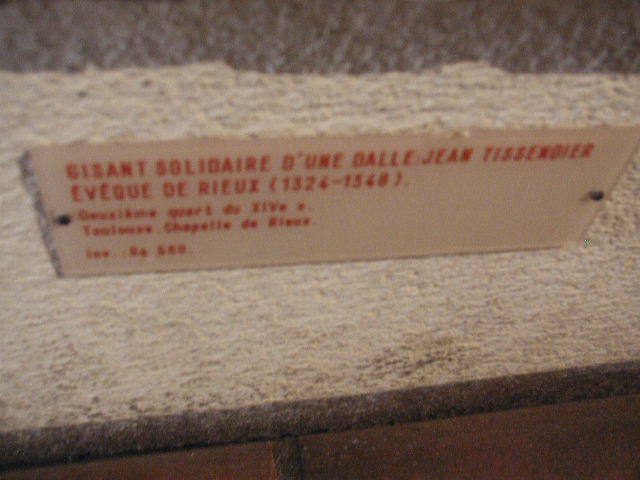 GISANT SOLIDAIRE D'UNE DALLE: JEAN TISSENDIER
ÉVÊQUE DE RIEUX (1324-1348).
Deuxième quart du XIVe s.
Toulouse. Chapelle de Rieux.
Inv.: Ra 560.